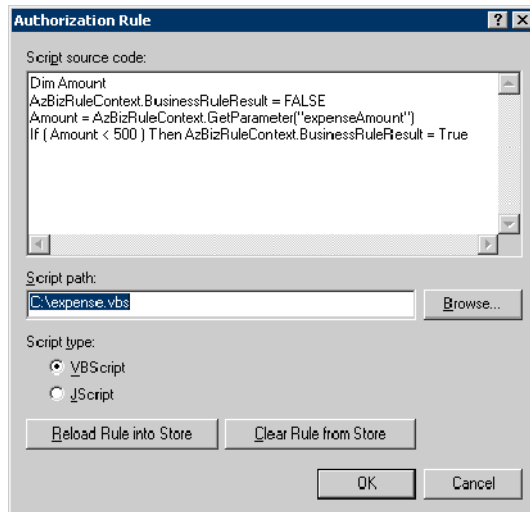 Authorization Rule
Script source code:
Dim Amount
AzBizRuleContext.BusinessRuleResult = FALSE
Amount = AzBizRuleContext.GetParameter("expenseAmount")
If ( Amount < 500 ) Then AzBizRuleContext.BusinessRuleResult = True
Script path:
C:\expense.vbs
Browse...
Script type:
VBScript
JScript
Reload Rule into Store
Clear Rule from Store
OK
Cancel